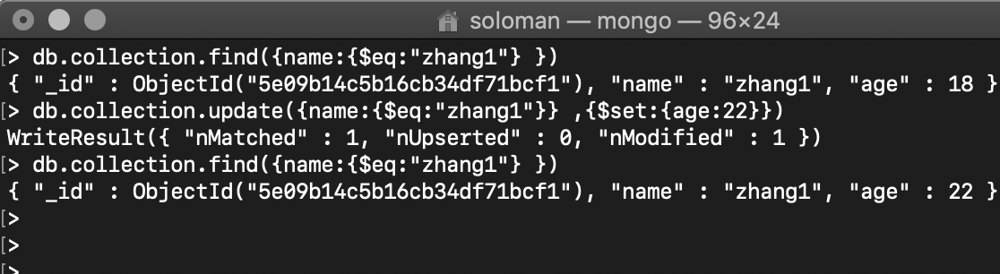 soloman — mongo — 96×24
[> db.collection.find({name:{$eq:"zhang1"} })
{ "_id" : ObjectId("5e09b14c5b16cb34df71bcf1"), "name" : "zhang1", "age" : 18 }
[> db.collection.update({name:{$eq:"zhang1"}} ,{$set:{age:22}})
WriteResult({ "nMatched" : 1, "nUpserted" : 0, "nModified" : 1 })
[> db.collection.find({name:{$eq:"zhang1"} })
{ "_id" : ObjectId("5e09b14c5b16cb34df71bcf1"), "name" : "zhang1", "age" : 22 }
[>
[>
[>